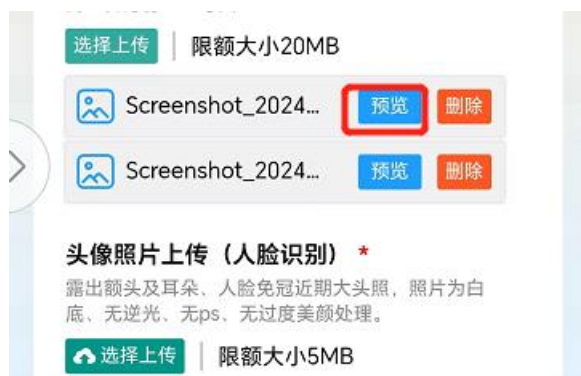 选择上传 限额大小20MB
Screenshot_2024... 预览 删除
Screenshot_2024... 预览 删除
头像照片上传（人脸识别） *
露出额头及耳朵、人脸免冠近期大头照，照片为白
底、无逆光、无ps、无过度美颜处理。
选择上传 限额大小5MB